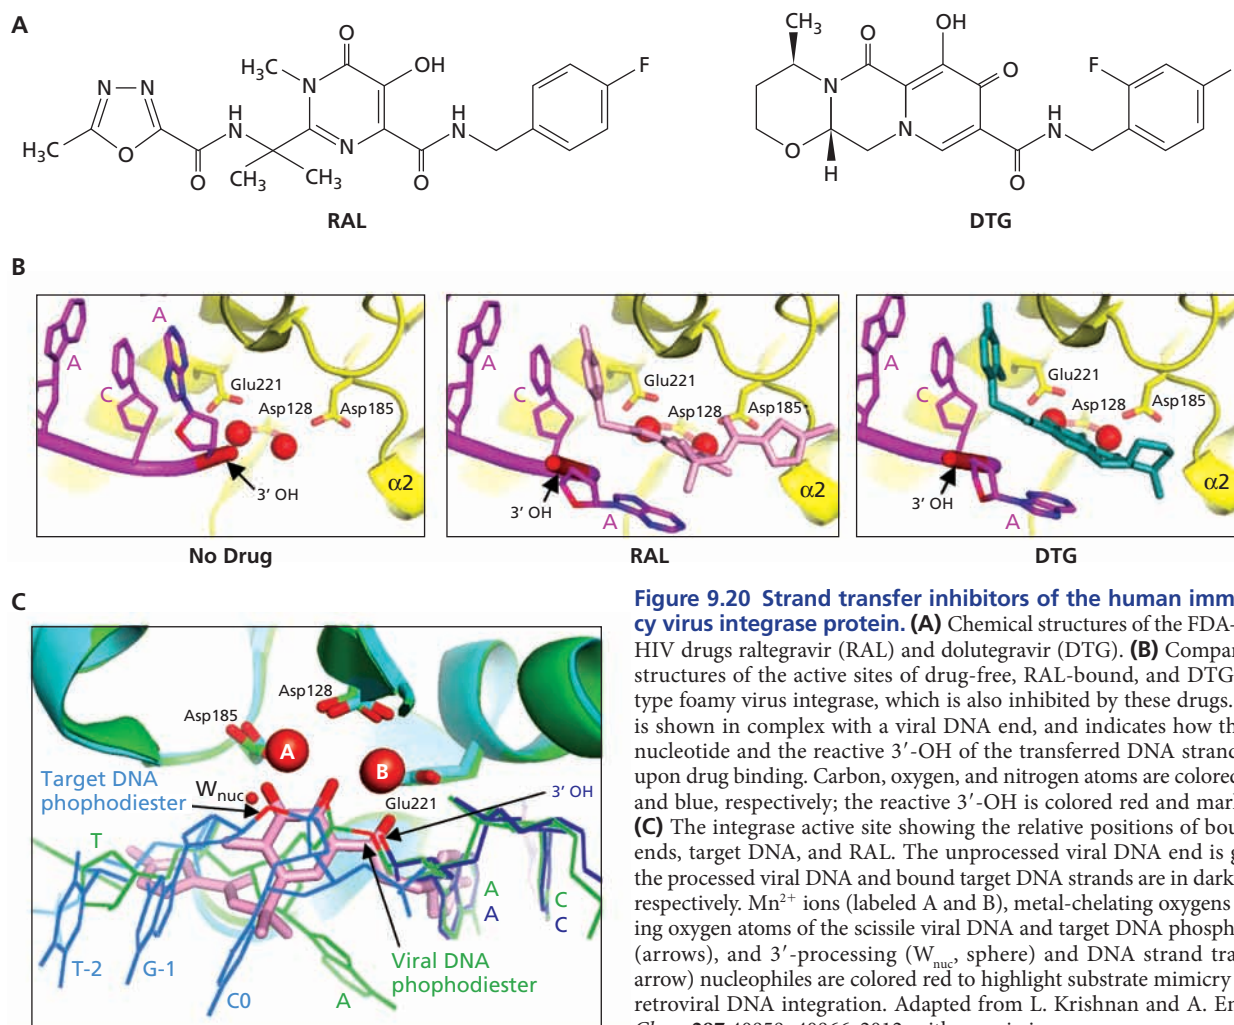 A
O
H₃C
N
OH
N N
H
N
H
N
F
H₃C
O
O
N
O
CH₃
CH₃
RAL
CH₃
O
OH
N
O
F
H
N
N
O
H
O
DTG
B
A
A
C
Glu221
Asp128
Asp185
3′ OH
α2
No Drug
A
C
Glu221
Asp128
Asp185
3′ OH
A
α2
RAL
A
C
Glu221
Asp128
Asp185
3′ OH
A
α2
DTG
C
Asp128
Asp185
A
B
Target DNA
phophodiester
Wnuc
Glu221
3′ OH
T
A
A
C
C
T-2
G-1
C0
A
Viral DNA
phophodiester
Figure 9.20 Strand transfer inhibitors of the human imm
cy virus integrase protein. (A) Chemical structures of the FDA-
HIV drugs raltegravir (RAL) and dolutegravir (DTG). (B) Compar
structures of the active sites of drug-free, RAL-bound, and DTG
type foamy virus integrase, which is also inhibited by these drugs.
is shown in complex with a viral DNA end, and indicates how th
nucleotide and the reactive 3′-OH of the transferred DNA strand
upon drug binding. Carbon, oxygen, and nitrogen atoms are colored
and blue, respectively; the reactive 3′-OH is colored red and mark
(C) The integrase active site showing the relative positions of bou
ends, target DNA, and RAL. The unprocessed viral DNA end is g
the processed viral DNA and bound target DNA strands are in dark
respectively. Mn²⁺ ions (labeled A and B), metal-chelating oxygens
ing oxygen atoms of the scissile viral DNA and target DNA phosph
(arrows), and 3′-processing (Wnuc, sphere) and DNA strand tra
arrow) nucleophiles are colored red to highlight substrate mimicry
retroviral DNA integration. Adapted from L. Krishnan and A. En